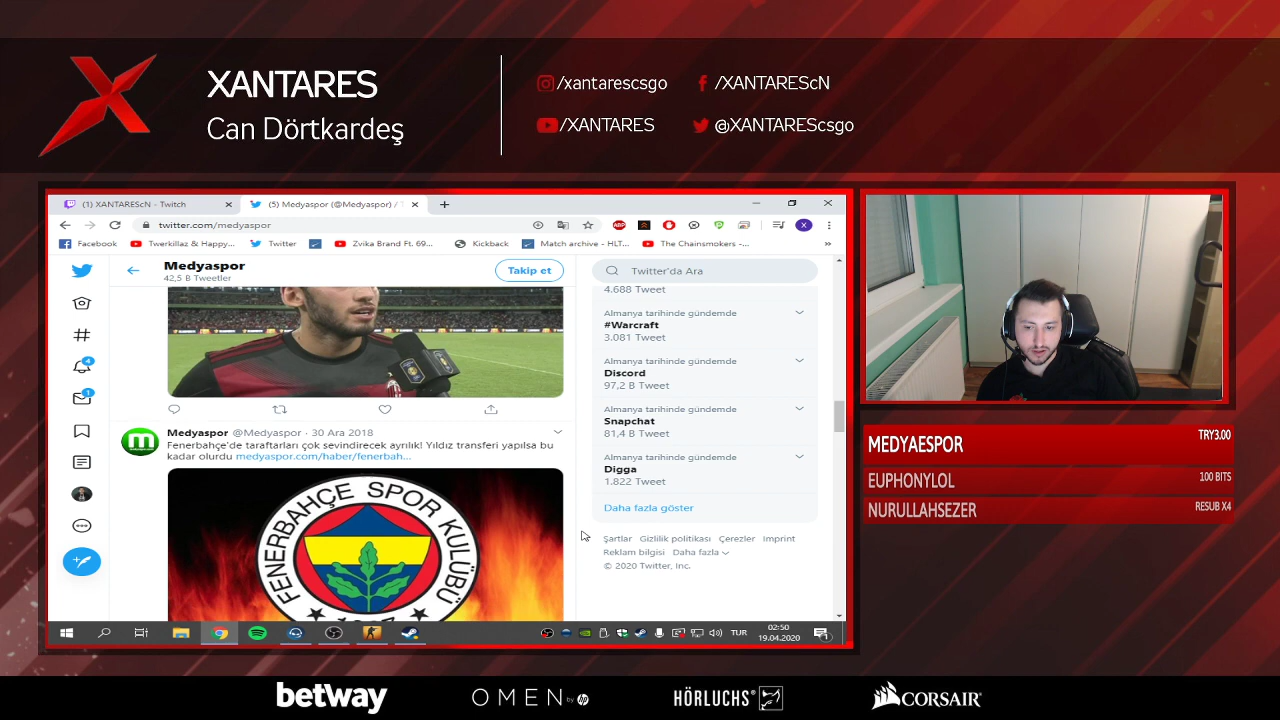 XANTARES
Can Dörtkardeş
/xantarescsgo
/XANTAREScN
/XANTARES
@XANTAREScsgo
(1) XANTAREScN - Twitch
(5) Medyaspor (@Medyaspor) / T
twitter.com/medyaspor
Facebook
Twerkillaz & Happy...
Twitter
Zvika Brand Ft. 69...
Kickback
Match archive - HLT...
The Chainsmokers -...
Medyaspor
42,5 B Tweetler
Takip et
Medyaspor @Medyaspor · 30 Ara 2018
Fenerbahçe'de taraftarları çok sevindirecek ayrılık! Yıldız transferi yapılsa bu
kadar olurdu medyaspor.com/haber/fenerbah...
FENERBAHÇE SPOR KULÜBÜ
Twitter'da Ara
4.688 Tweet
Almanya tarihinde gündemde
#Warcraft
3.081 Tweet
Almanya tarihinde gündemde
Discord
97,2 B Tweet
Almanya tarihinde gündemde
Snapchat
81,4 B Tweet
Almanya tarihinde gündemde
Digga
1.822 Tweet
Daha fazla göster
Şartlar Gizlilik politikası Çerezler Imprint
Reklam bilgisi Daha fazla
© 2020 Twitter, Inc.
TUR
02:50
19.04.2020
MEDYAESPOR
TRY3.00
EUPHONYLOL
100 BITS
NURULLAHSEZER
RESUB X4
betway
OMEN by hp
HÖRLUCHS®
CORSAIR